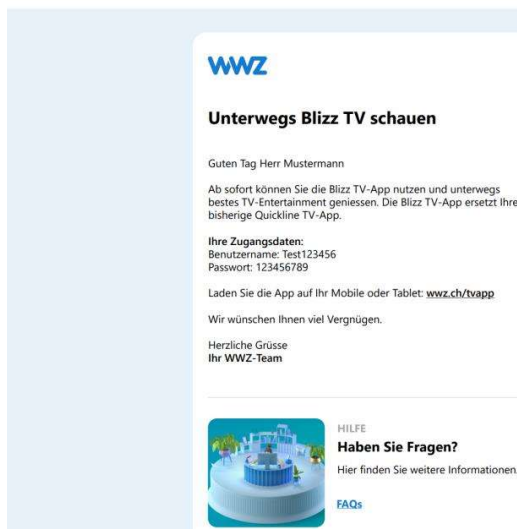 WWZ
Unterwegs Blizz TV schauen
Guten Tag Herr Mustermann
Ab sofort können Sie die Blizz TV-App nutzen und unterwegs
bestes TV-Entertainment geniessen. Die Blizz TV-App ersetzt Ihre
bisherige Quickline TV-App.
Ihre Zugangsdaten:
Benutzername: Test123456
Passwort: 123456789
Laden Sie die App auf Ihr Mobile oder Tablet: wwz.ch/tvapp
Wir wünschen Ihnen viel Vergnügen.
Herzliche Grüsse
Ihr WWZ-Team
HILFE
Haben Sie Fragen?
Hier finden Sie weitere Informationen.
FAQs